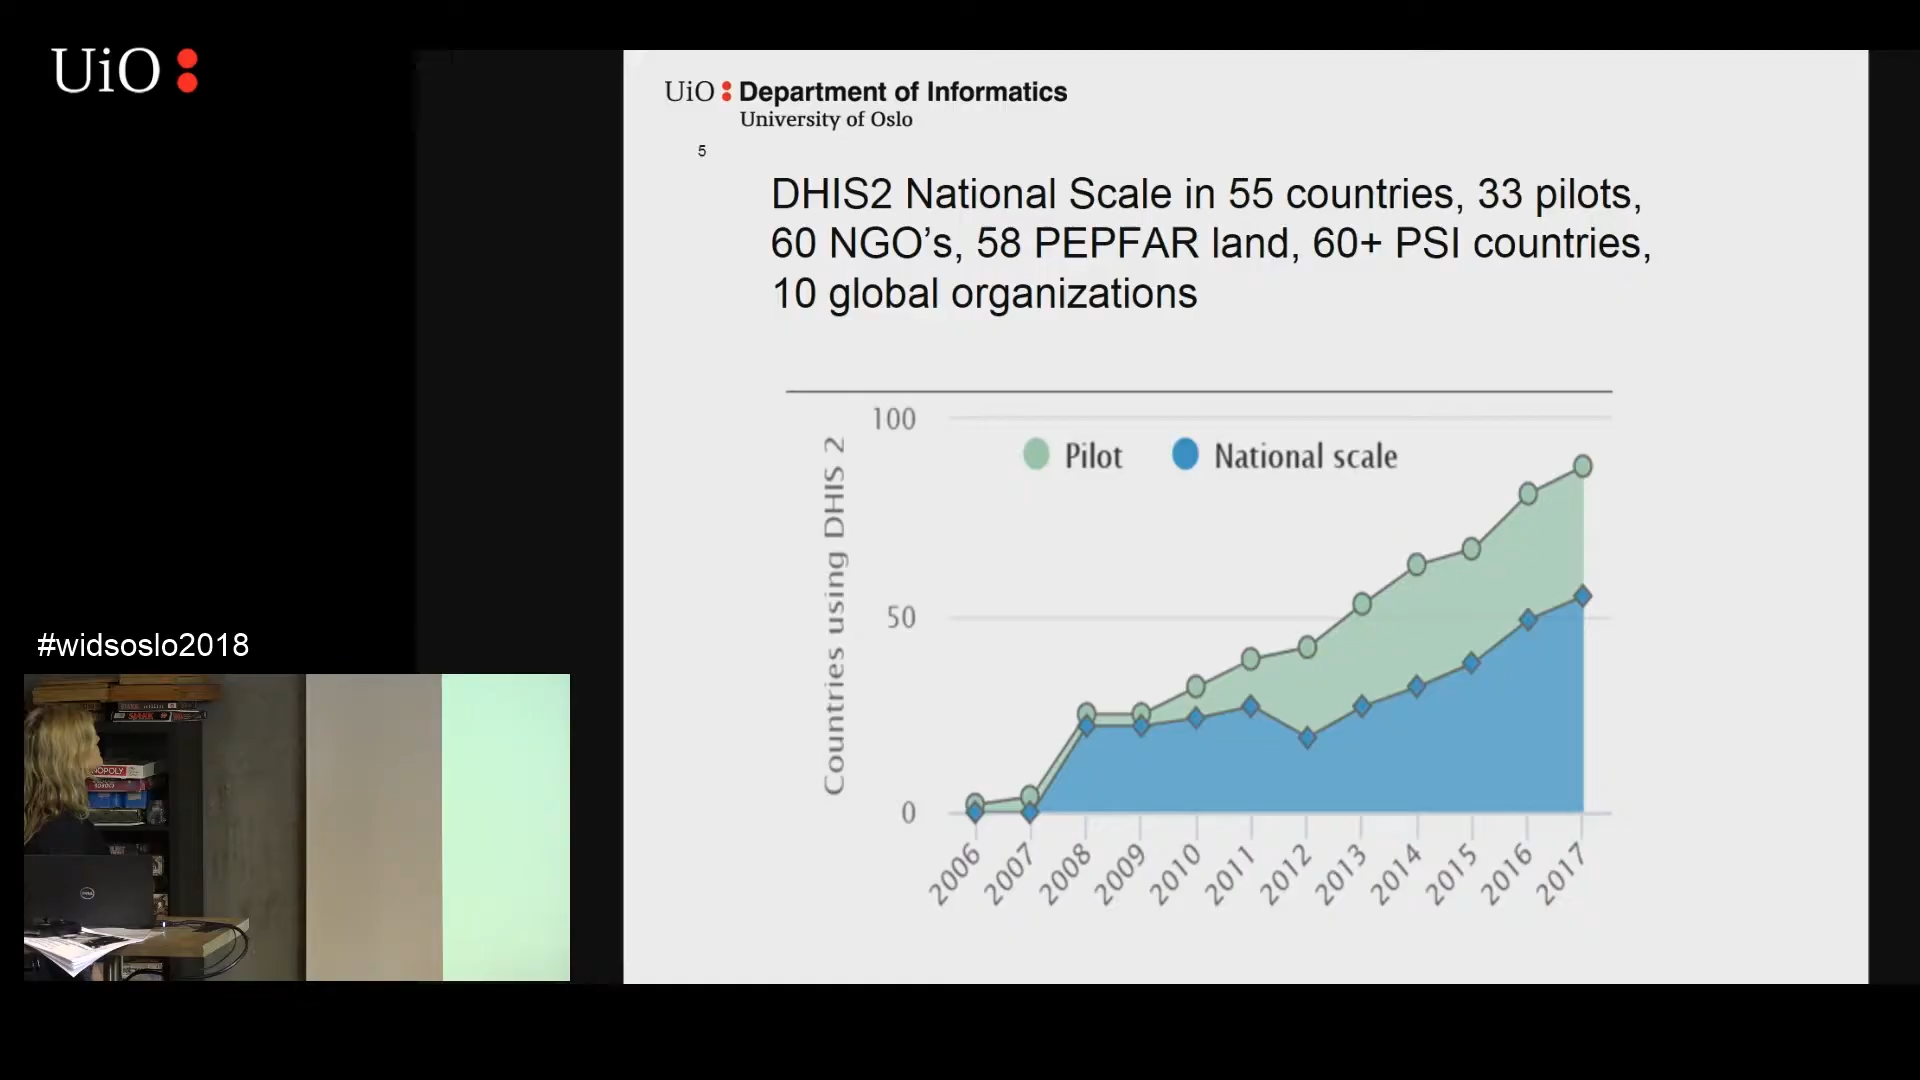 UiO
UiO Department of Informatics
University of Oslo
5
DHIS2 National Scale in 55 countries, 33 pilots,
60 NGO’s, 58 PEPFAR land, 60+ PSI countries,
10 global organizations
100
Pilot
National scale
Countries using DHIS 2
50
0
2006
2007
2008
2009
2010
2011
2012
2013
2014
2015
2016
2017
#widsoslo2018
DELL